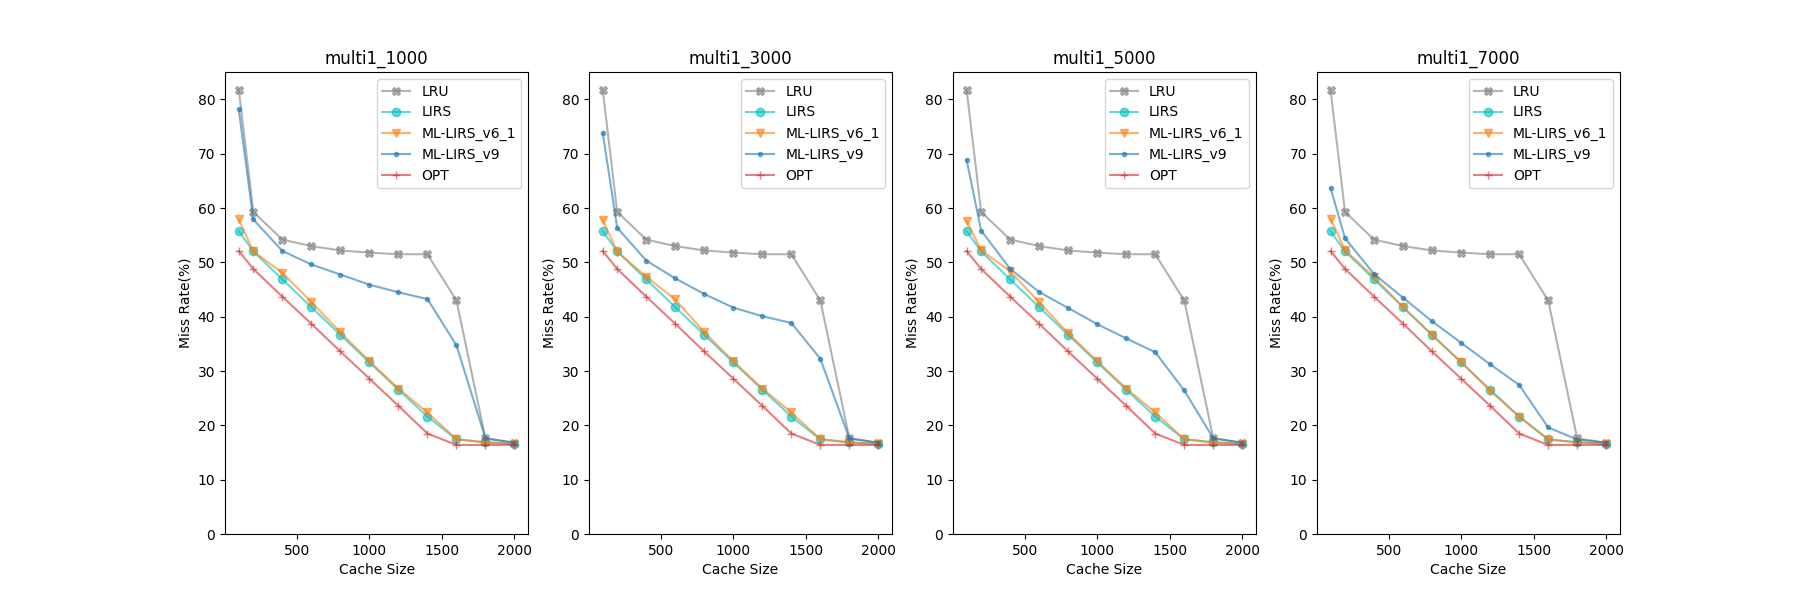 multi1_1000
LRU
LIRS
ML-LIRS_v6_1
ML-LIRS_v9
OPT
80
70
60
50
40
30
20
10
0
Miss Rate(%)
500 1000 1500 2000
Cache Size
multi1_3000
LRU
LIRS
ML-LIRS_v6_1
ML-LIRS_v9
OPT
80
70
60
50
40
30
20
10
0
Miss Rate(%)
500 1000 1500 2000
Cache Size
multi1_5000
LRU
LIRS
ML-LIRS_v6_1
ML-LIRS_v9
OPT
80
70
60
50
40
30
20
10
0
Miss Rate(%)
500 1000 1500 2000
Cache Size
multi1_7000
LRU
LIRS
ML-LIRS_v6_1
ML-LIRS_v9
OPT
80
70
60
50
40
30
20
10
0
Miss Rate(%)
500 1000 1500 2000
Cache Size